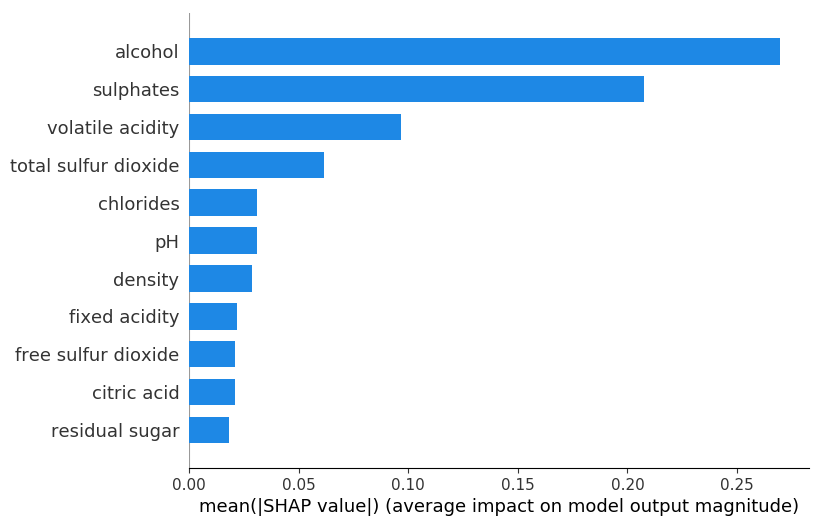 alcohol
sulphates
volatile acidity
total sulfur dioxide
chlorides
pH
density
fixed acidity
free sulfur dioxide
citric acid
residual sugar
0.00 0.05 0.10 0.15 0.20 0.25
mean(|SHAP value|) (average impact on model output magnitude)